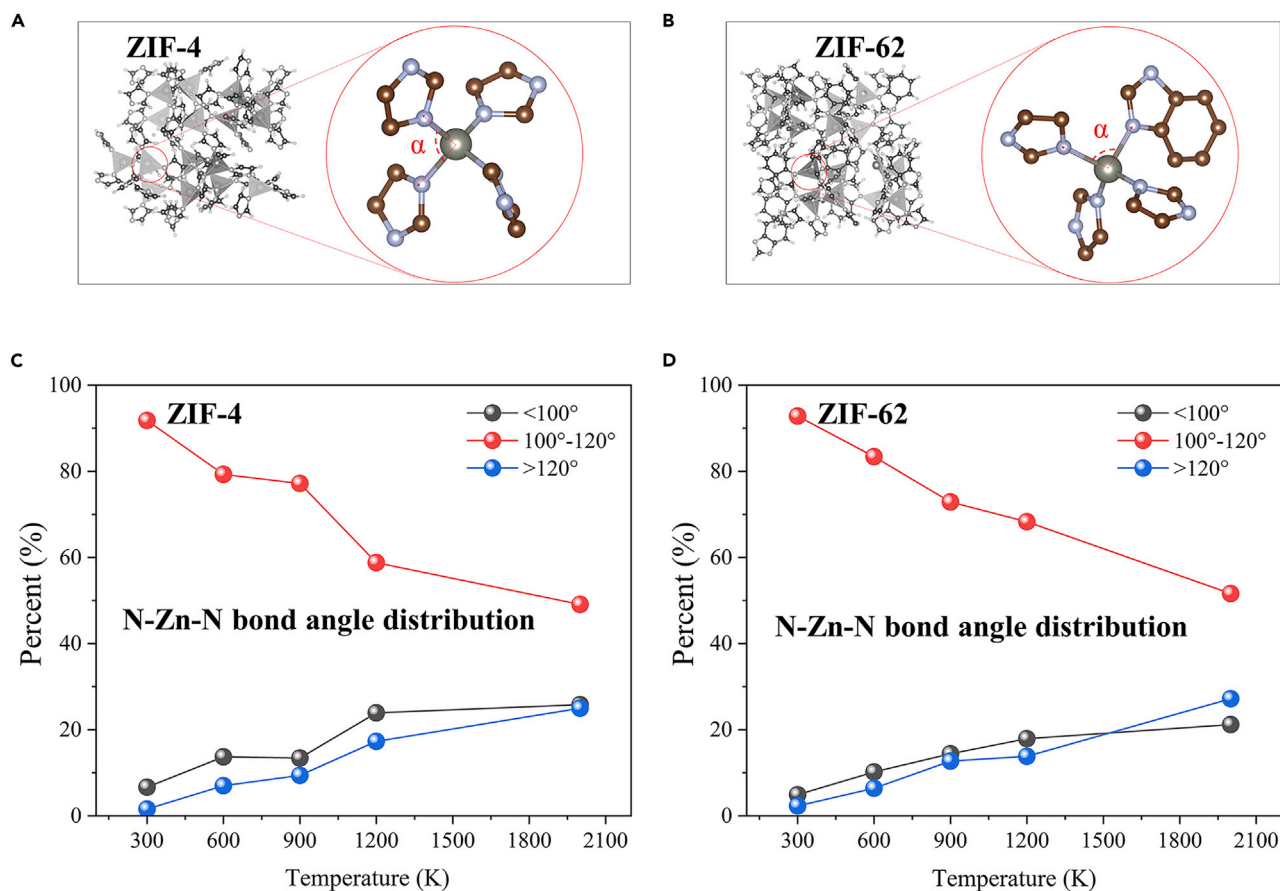 A
ZIF-4
α
B
ZIF-62
α
C
100
80
60
40
20
0
Percent (%)
ZIF-4
<100°
100°-120°
>120°
N-Zn-N bond angle distribution
300 600 900 1200 1500 1800 2100
Temperature (K)
D
100
80
60
40
20
0
Percent (%)
ZIF-62
<100°
100°-120°
>120°
N-Zn-N bond angle distribution
300 600 900 1200 1500 1800 2100
Temperature (K)